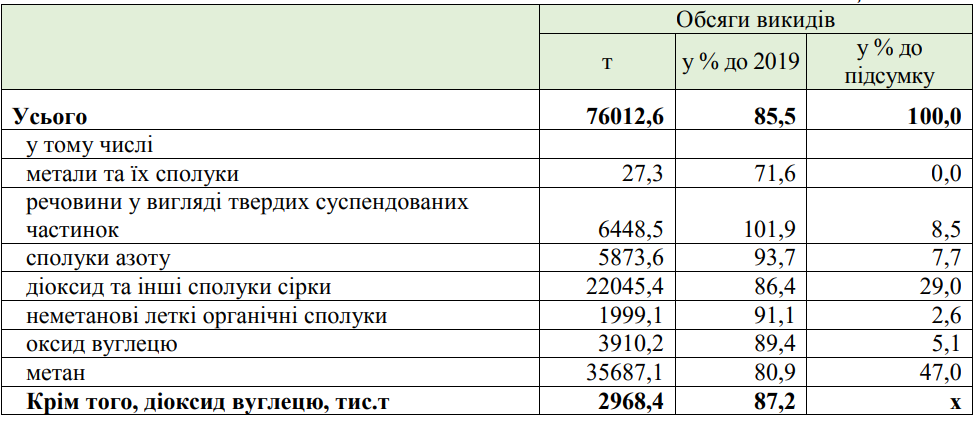 Обсяги викидів
т у % до 2019 у % до
підсумку
Усього 76012,6 85,5 100,0
у тому числі
метали та їх сполуки 27,3 71,6 0,0
речовини у вигляді твердих суспендованих
частинок 6448,5 101,9 8,5
сполуки азоту 5873,6 93,7 7,7
діоксид та інші сполуки сірки 22045,4 86,4 29,0
неметанові леткі органічні сполуки 1999,1 91,1 2,6
оксид вуглецю 3910,2 89,4 5,1
метан 35687,1 80,9 47,0
Крім того, діоксид вуглецю, тис.т 2968,4 87,2 х